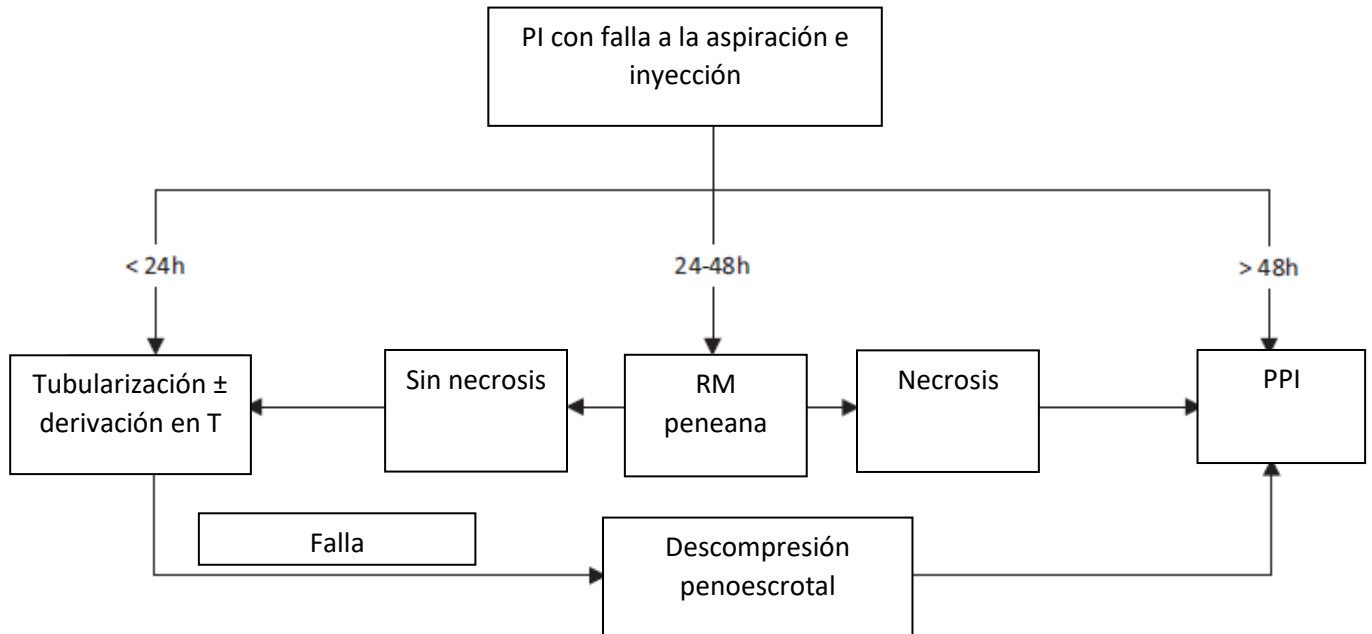 PI con falla a la aspiración e
inyección
< 24h
24-48h
> 48h
Tubularización ±
derivación en T
Sin necrosis
RM
peneana
Necrosis
PPI
Falla
Descompresión
penoescrotal